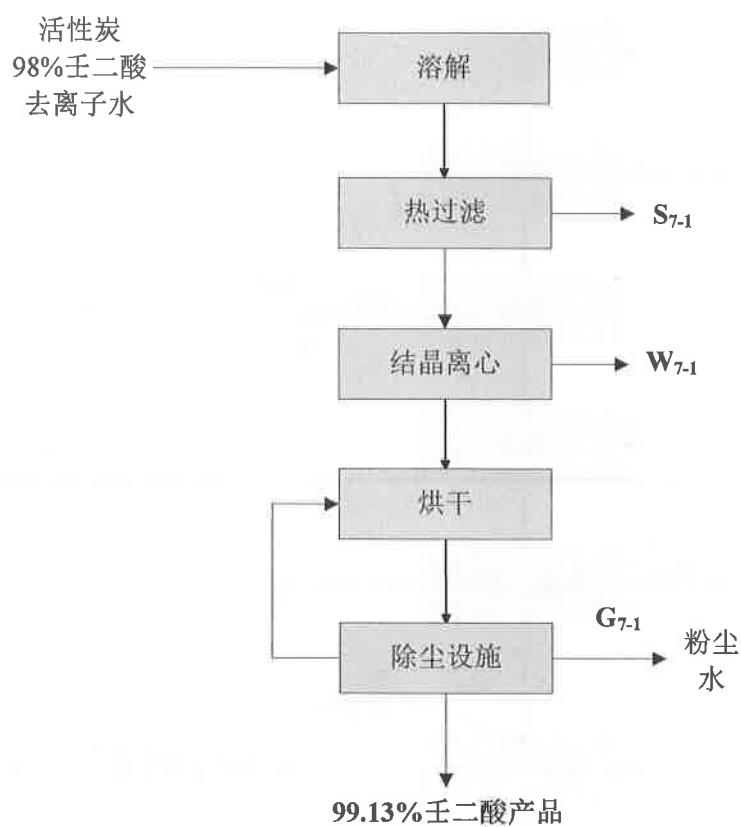 活性炭
98%壬二酸
去离子水
溶解
热过滤
S7-1
结晶离心
W7-1
烘干
除尘设施
G7-1
粉尘
水
99.13%壬二酸产品